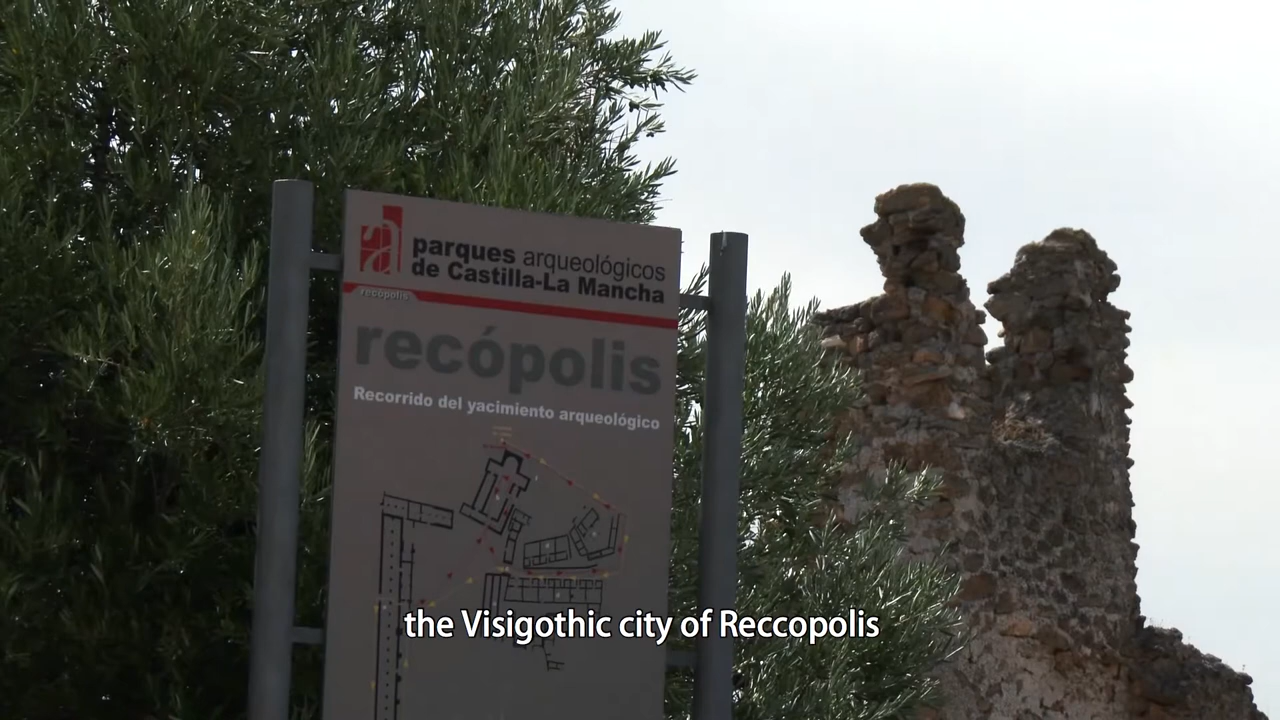 parques arqueológicos
de Castilla-La Mancha
recópolis
recópolis
Recorrido del yacimiento arqueológico
the Visigothic city of Reccopolis